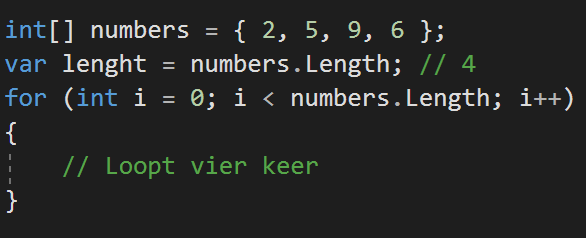 int[] numbers = { 2, 5, 9, 6 };
var lenght = numbers.Length; // 4
for (int i = 0; i < numbers.Length; i++)
{
    // Loopt vier keer
}